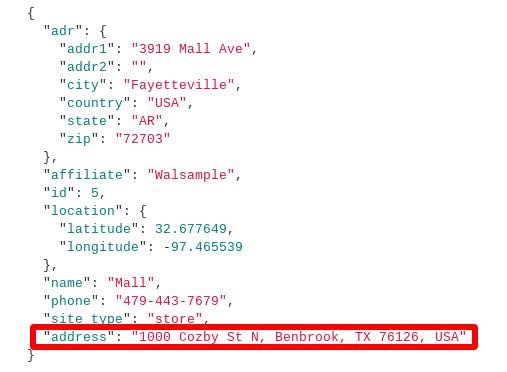 {
"adr": {
"addr1": "3919 Mall Ave",
"addr2": "",
"city": "Fayetteville",
"country": "USA",
"state": "AR",
"zip": "72703"
},
"affiliate": "Walsample",
"id": 5,
"location": {
"latitude": 32.677649,
"longitude": -97.465539
},
"name": "Mall",
"phone": "479-443-7679",
"site_type": "store",
"address": "1000 Cozby St N, Benbrook, TX 76126, USA"
}